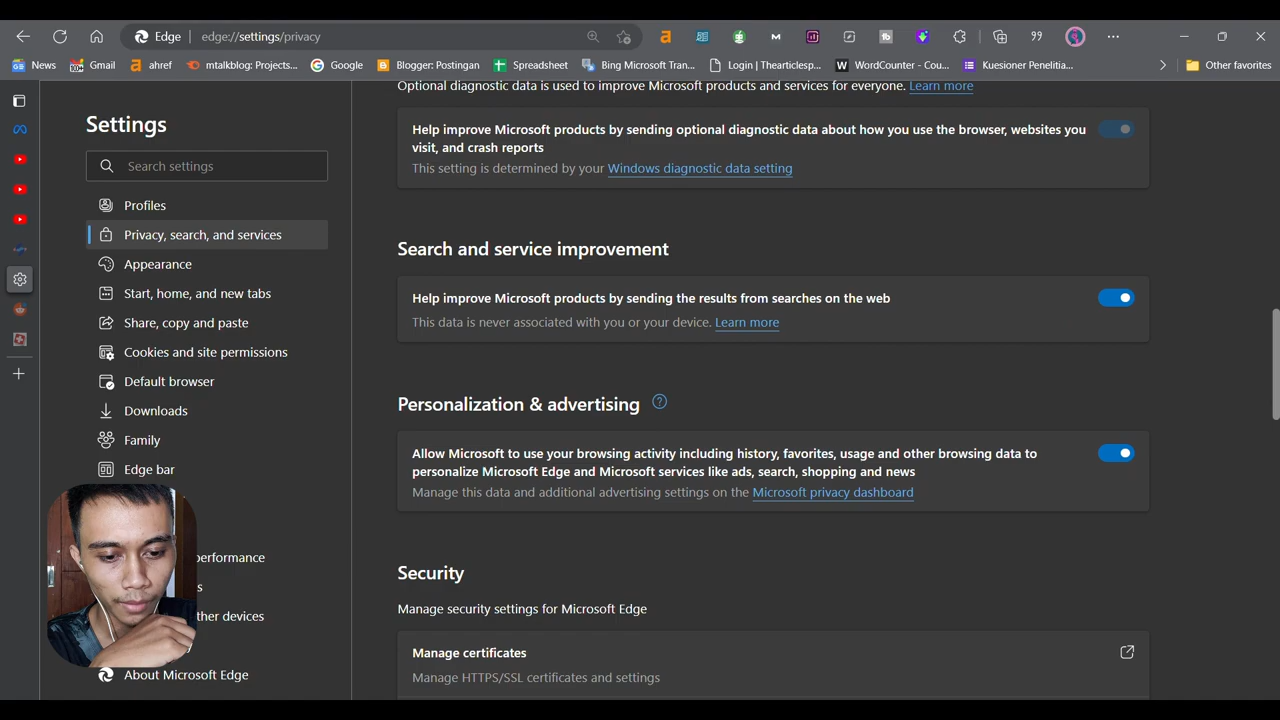 Edge
edge://settings/privacy
News
Gmail
ahref
mtalkblog: Projects...
Google
Blogger: Postingan
Spreadsheet
Bing Microsoft Tran...
Login | Thearticlesp...
WordCounter - Cou...
Kuesioner Penelitia...
Other favorites
Settings
Search settings
Profiles
Privacy, search, and services
Appearance
Start, home, and new tabs
Share, copy and paste
Cookies and site permissions
Default browser
Downloads
Family
Edge bar
performance
s
ther devices
About Microsoft Edge
Optional diagnostic data is used to improve Microsoft products and services for everyone. Learn more
Help improve Microsoft products by sending optional diagnostic data about how you use the browser, websites you
visit, and crash reports
This setting is determined by your Windows diagnostic data setting
Search and service improvement
Help improve Microsoft products by sending the results from searches on the web
This data is never associated with you or your device. Learn more
Personalization & advertising
Allow Microsoft to use your browsing activity including history, favorites, usage and other browsing data to
personalize Microsoft Edge and Microsoft services like ads, search, shopping and news
Manage this data and additional advertising settings on the Microsoft privacy dashboard
Security
Manage security settings for Microsoft Edge
Manage certificates
Manage HTTPS/SSL certificates and settings